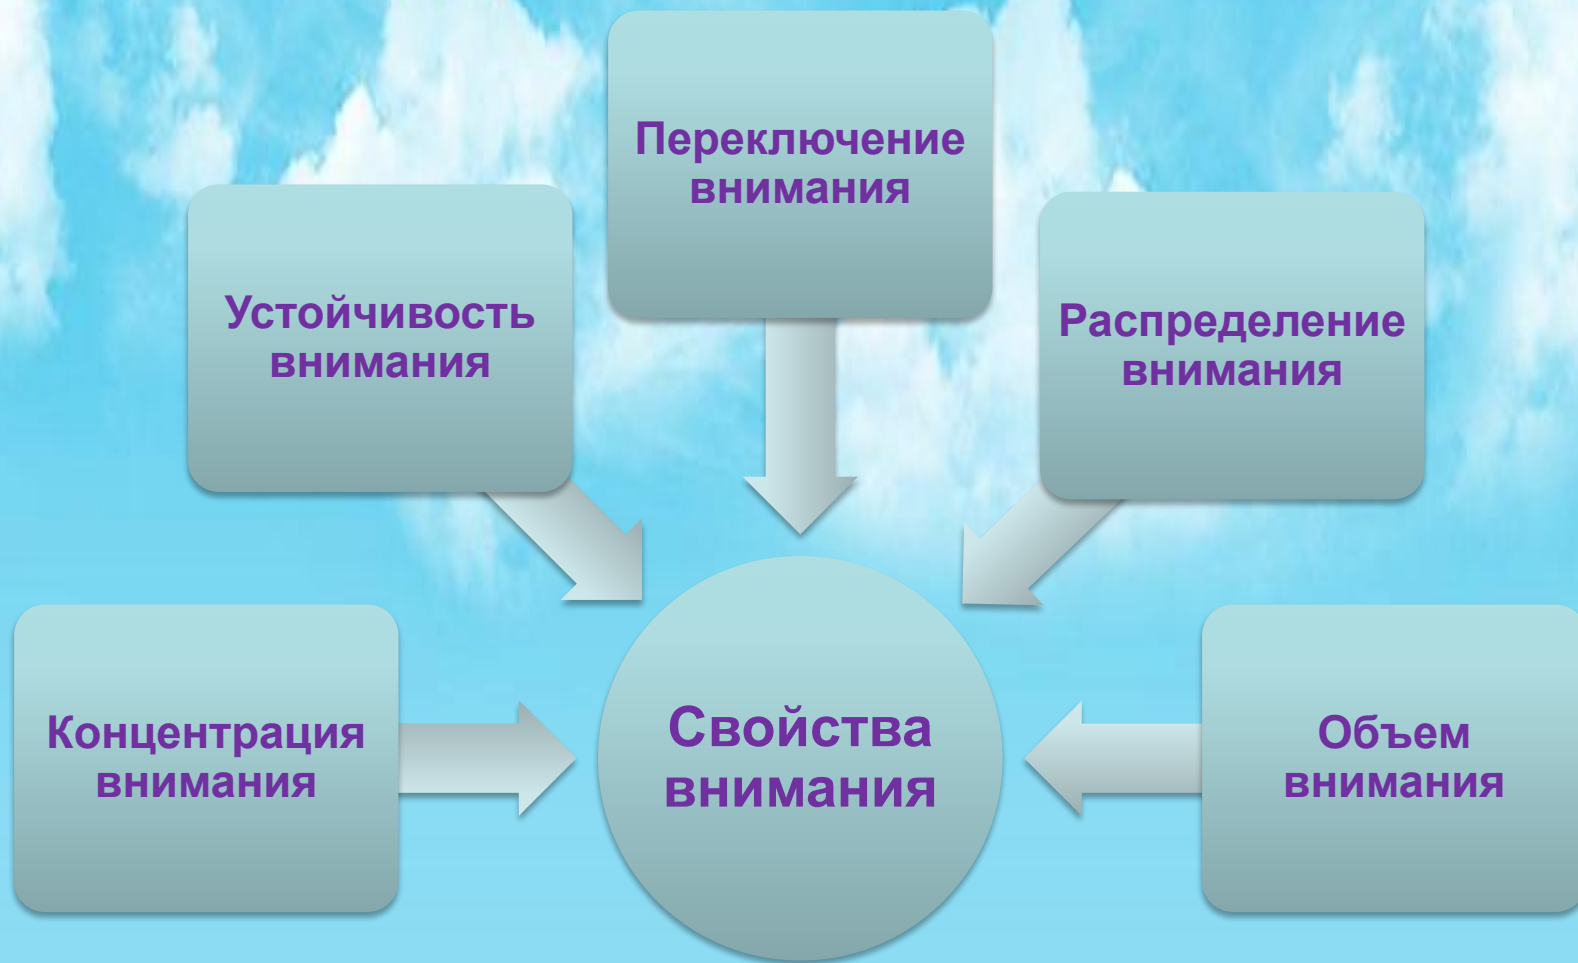 Переключение
внимания
Устойчивость
внимания
Распределение
внимания
Концентрация
внимания
Свойства
внимания
Объем
внимания